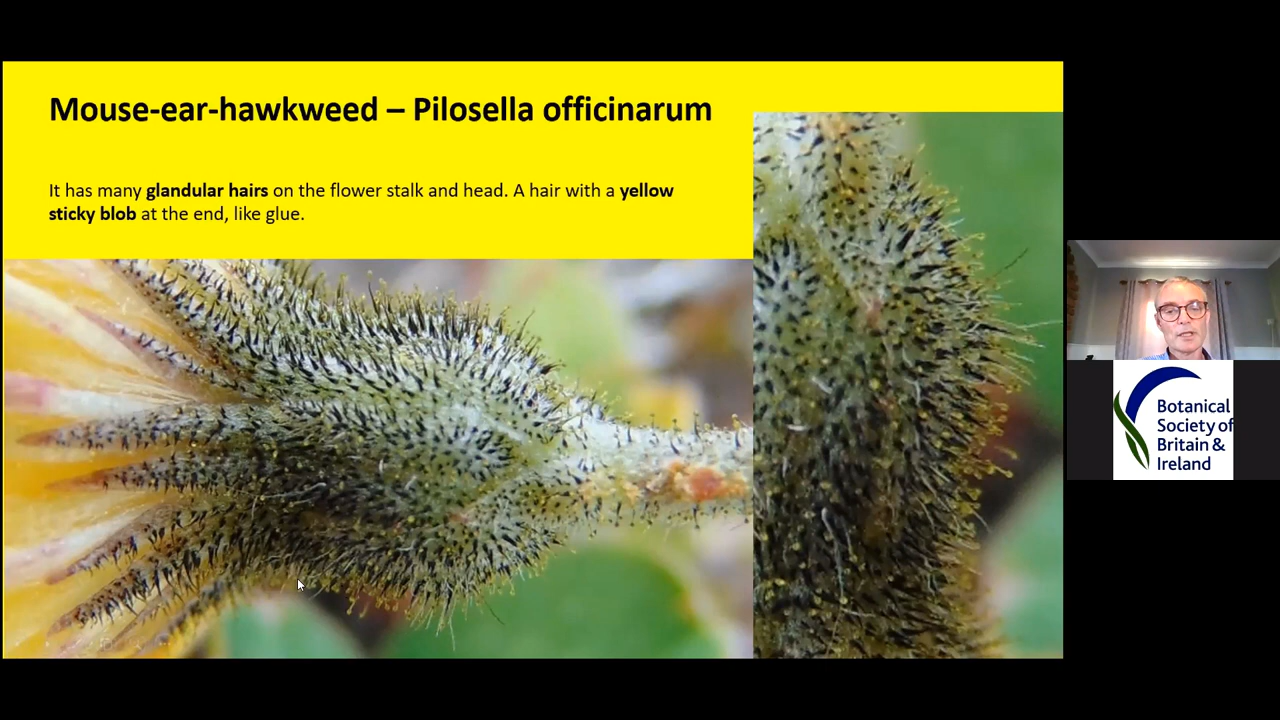 Mouse-ear-hawkweed – Pilosella officinarum
It has many glandular hairs on the flower stalk and head. A hair with a yellow
sticky blob at the end, like glue.
Botanical
Society of
Britain &
Ireland